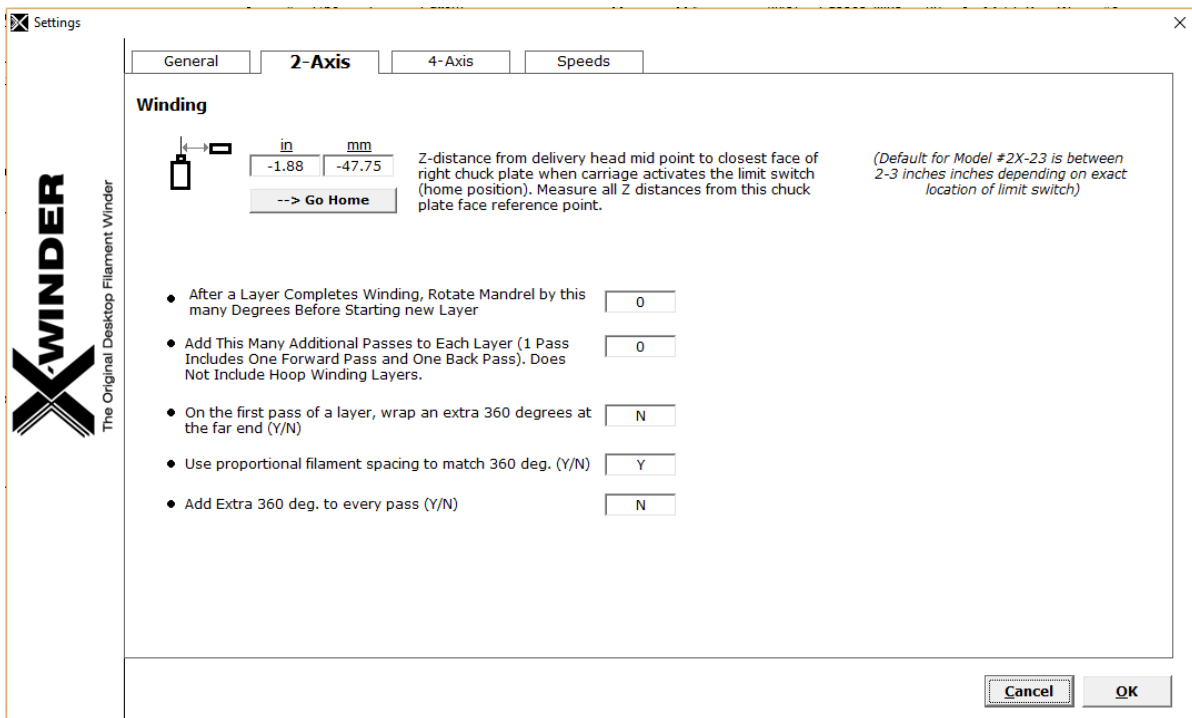 Settings
General
2-Axis
4-Axis
Speeds
Winding
in
mm
-1.88
-47.75
--> Go Home
Z-distance from delivery head mid point to closest face of
right chuck plate when carriage activates the limit switch
(home position). Measure all Z distances from this chuck
plate face reference point.
(Default for Model #2X-23 is between
2-3 inches inches depending on exact
location of limit switch)
After a Layer Completes Winding, Rotate Mandrel by this
many Degrees Before Starting new Layer
0
Add This Many Additional Passes to Each Layer (1 Pass
Includes One Forward Pass and One Back Pass). Does
Not Include Hoop Winding Layers.
0
On the first pass of a layer, wrap an extra 360 degrees at
the far end (Y/N)
N
Use proportional filament spacing to match 360 deg. (Y/N)
Y
Add Extra 360 deg. to every pass (Y/N)
N
X-WINDER
The Original Desktop Filament Winder
Cancel
OK